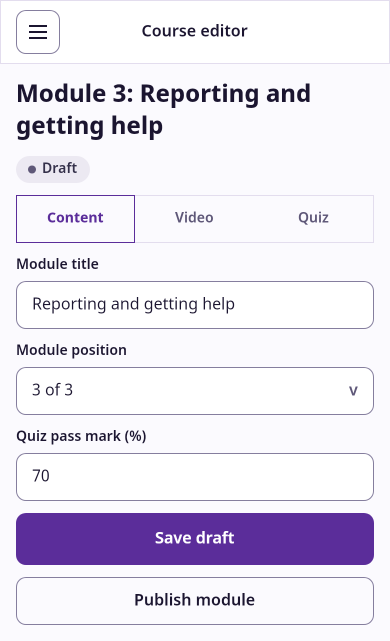 Course editor
Module 3: Reporting and
getting help
Draft
Content
Video
Quiz
Module title
Reporting and getting help
Module position
3 of 3
v
Quiz pass mark (%)
70
Save draft
Publish module